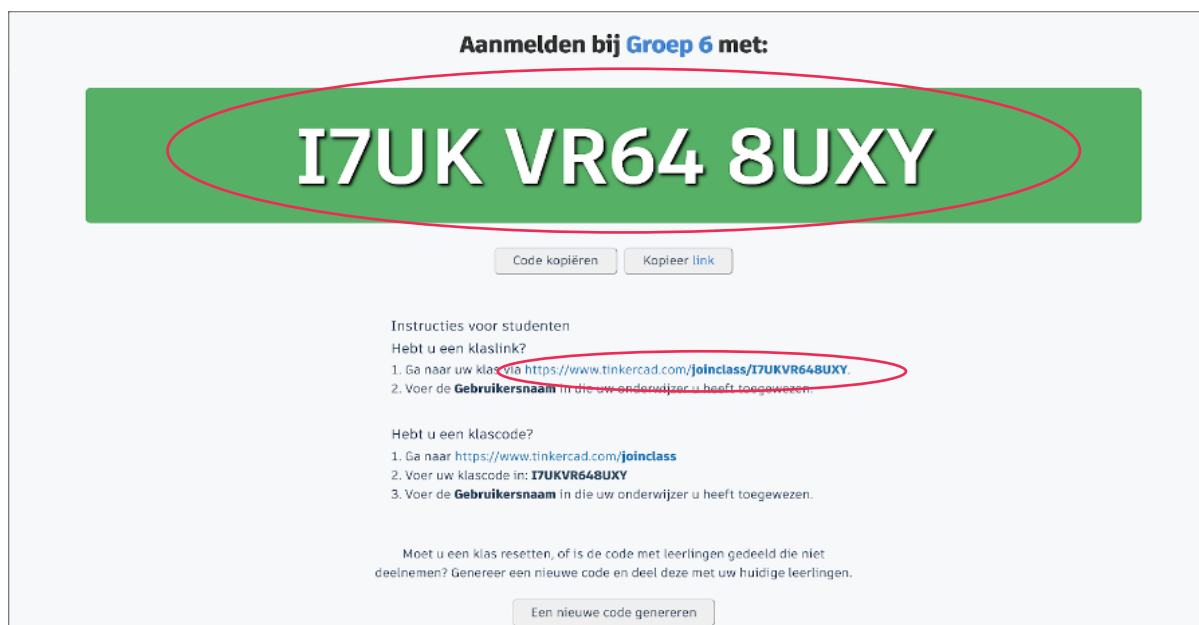 Aanmelden bij Groep 6 met:
I7UK VR64 8UXY
Code kopiëren
Kopieer link
Instructies voor studenten
Hebt u een klaslink?
1. Ga naar uw klas via https://www.tinkercad.com/joinclass/I7UKVR648UXY.
2. Voer de Gebruikersnaam in die uw onderwijzer u heeft toegewezen.
Hebt u een klascode?
1. Ga naar https://www.tinkercad.com/joinclass
2. Voer uw klascode in: I7UKVR648UXY
3. Voer de Gebruikersnaam in die uw onderwijzer u heeft toegewezen.
Moet u een klas resetten, of is de code met leerlingen gedeeld die niet
deelnemen? Genereer een nieuwe code en deel deze met uw huidige leerlingen.
Een nieuwe code genereren